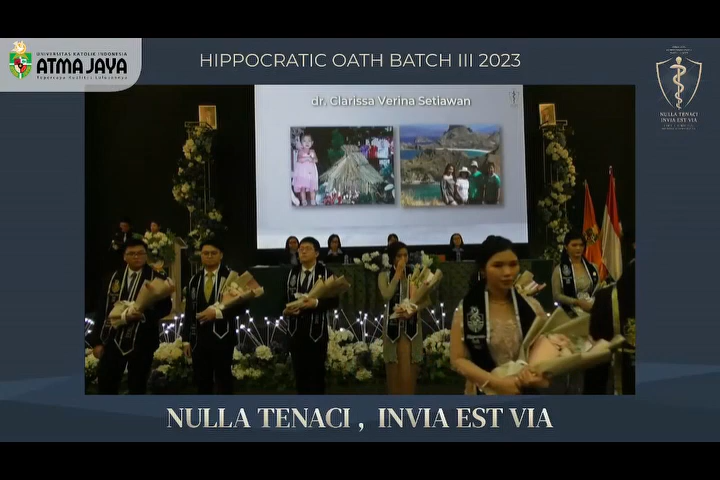 UNIVERSITAS KATOLIK INDONESIA
ATMA JAYA
HIPPOCRATIC OATH BATCH III 2023
NULLA TENACI
INVIA EST VIA
dr. Clarissa Verina Setiawan
NULLA TENACI , INVIA EST VIA